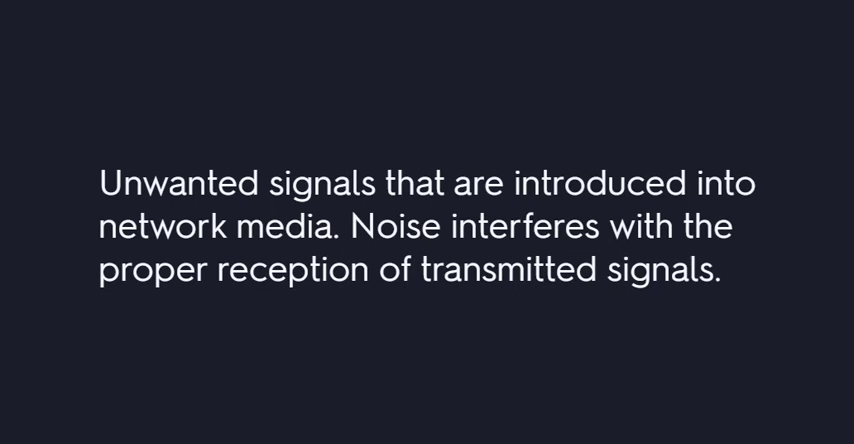 Unwanted signals that are introduced into
network media. Noise interferes with the
proper reception of transmitted signals.